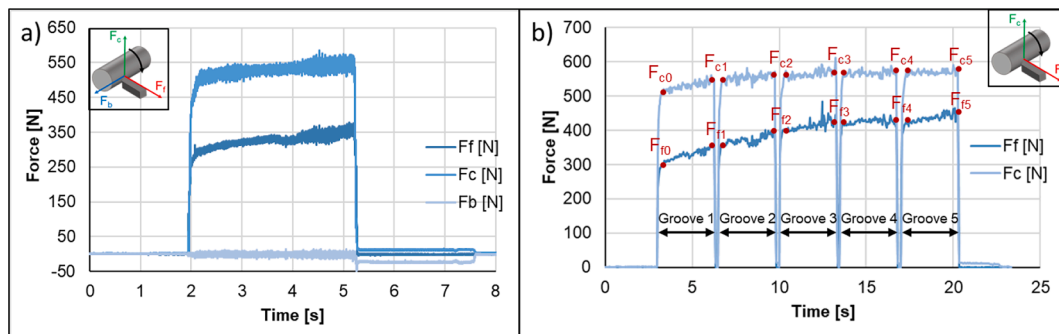 a)
Force [N]
650
550
450
350
250
150
50
-50
0 1 2 3 4 5 6 7 8
Time [s]
Fc
Ff
Fb
Ff [N]
Fc [N]
Fb [N]
b)
Force [N]
700
600
500
400
300
200
100
0
0 5 10 15 20 25
Time [s]
Fc0 Fc1 Fc2 Fc3 Fc4 Fc5
Ff0 Ff1 Ff2 Ff3 Ff4 Ff5
Groove 1 Groove 2 Groove 3 Groove 4 Groove 5
Ff [N]
Fc [N]
Fc